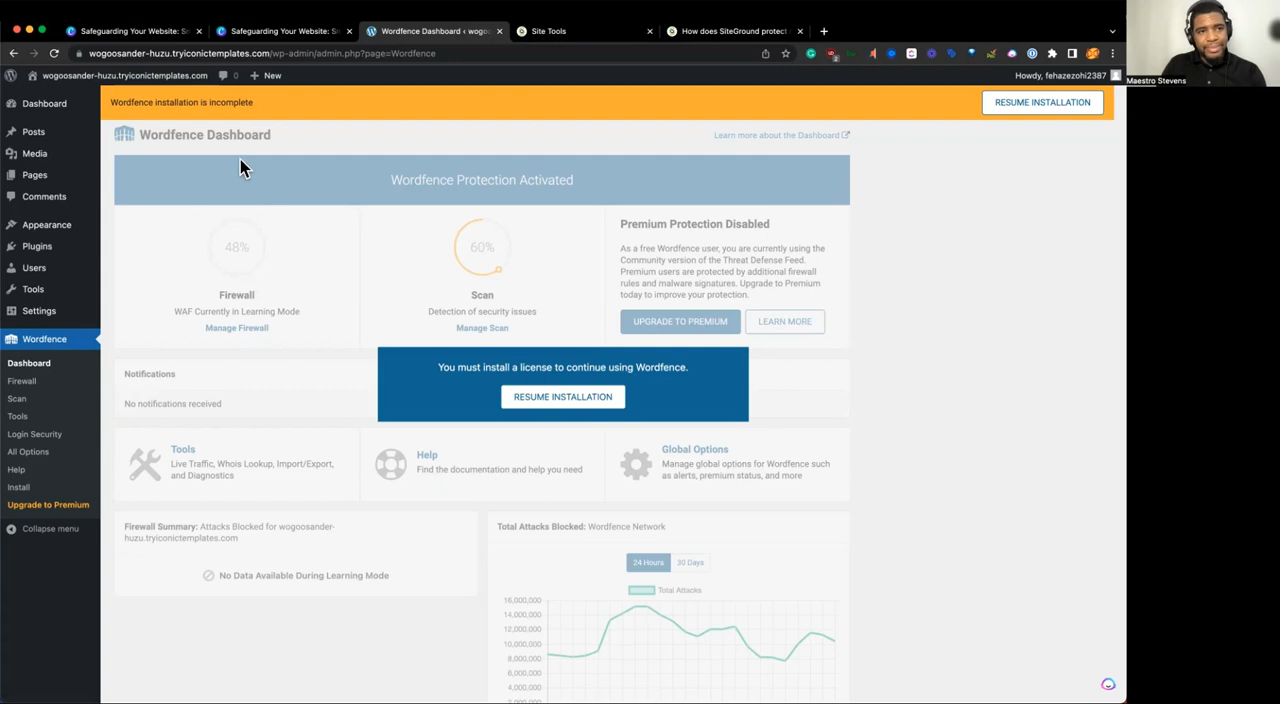 Safeguarding Your Website: S
Safeguarding Your Website: S
Wordfence Dashboard ‹ wogo
Site Tools
How does SiteGround protect
wogoosander-huzu.tryiconictemplates.com/wp-admin/admin.php?page=Wordfence
wogoosander-huzu.tryiconictemplates.com
0
New
Howdy, fehazezohi2387
Maestro Stevens
Dashboard
Posts
Media
Pages
Comments
Appearance
Plugins
Users
Tools
Settings
Wordfence
Dashboard
Firewall
Scan
Tools
Login Security
All Options
Help
Install
Upgrade to Premium
Collapse menu
Wordfence installation is incomplete
RESUME INSTALLATION
Wordfence Dashboard
Learn more about the Dashboard
Wordfence Protection Activated
48%
Firewall
WAF Currently in Learning Mode
Manage Firewall
60%
Scan
Detection of security issues
Manage Scan
Premium Protection Disabled
As a free Wordfence user, you are currently using the
Community version of the Threat Defense Feed.
Premium users are protected by additional firewall
rules and malware signatures. Upgrade to Premium
today to improve your protection.
UPGRADE TO PREMIUM
LEARN MORE
Notifications
No notifications received
You must install a license to continue using Wordfence.
RESUME INSTALLATION
Tools
Live Traffic, Whois Lookup, Import/Export,
and Diagnostics
Help
Find the documentation and help you need
Global Options
Manage global options for Wordfence such
as alerts, premium status, and more
Firewall Summary: Attacks Blocked for wogoosander-
huzu.tryiconictemplates.com
No Data Available During Learning Mode
Total Attacks Blocked: Wordfence Network
24 Hours
30 Days
Total Attacks
16,000,000
14,000,000
12,000,000
10,000,000
8,000,000
6,000,000
4,000,000